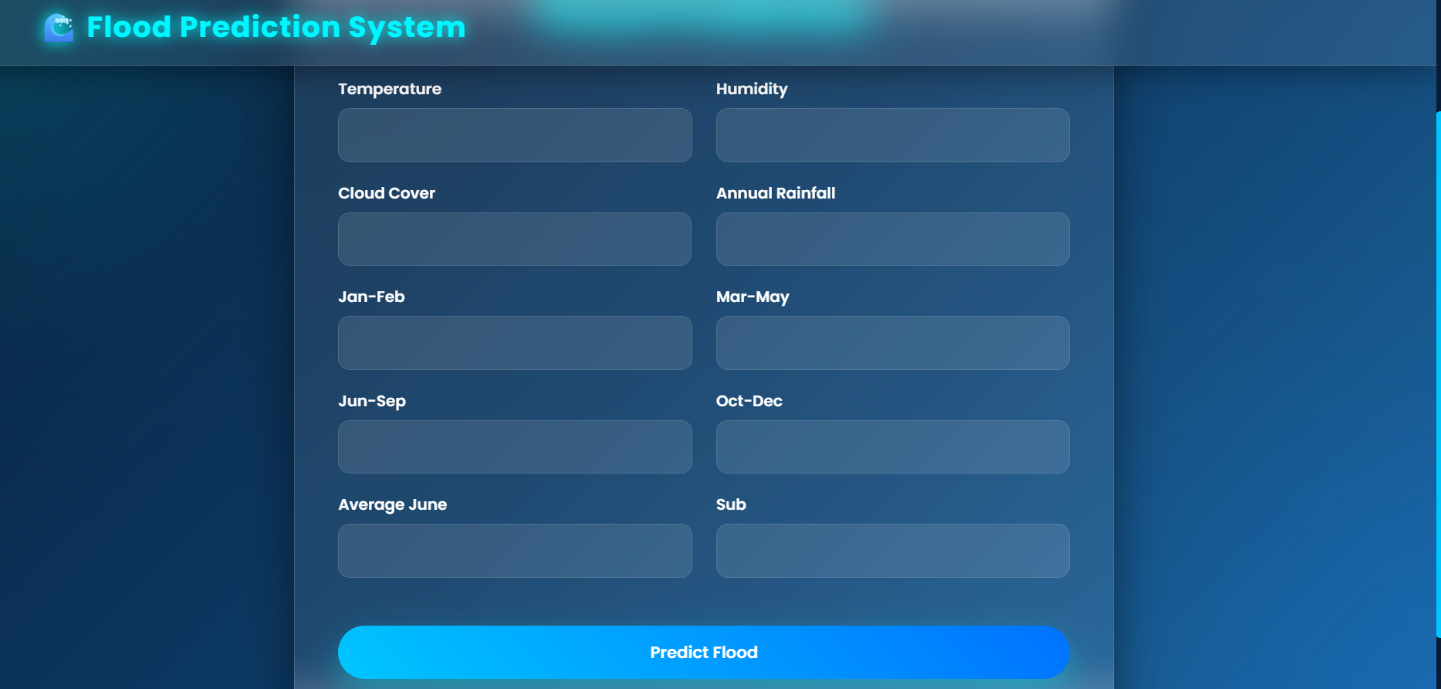 Flood Prediction System
Temperature
Humidity
Cloud Cover
Annual Rainfall
Jan-Feb
Mar-May
Jun-Sep
Oct-Dec
Average June
Sub
Predict Flood